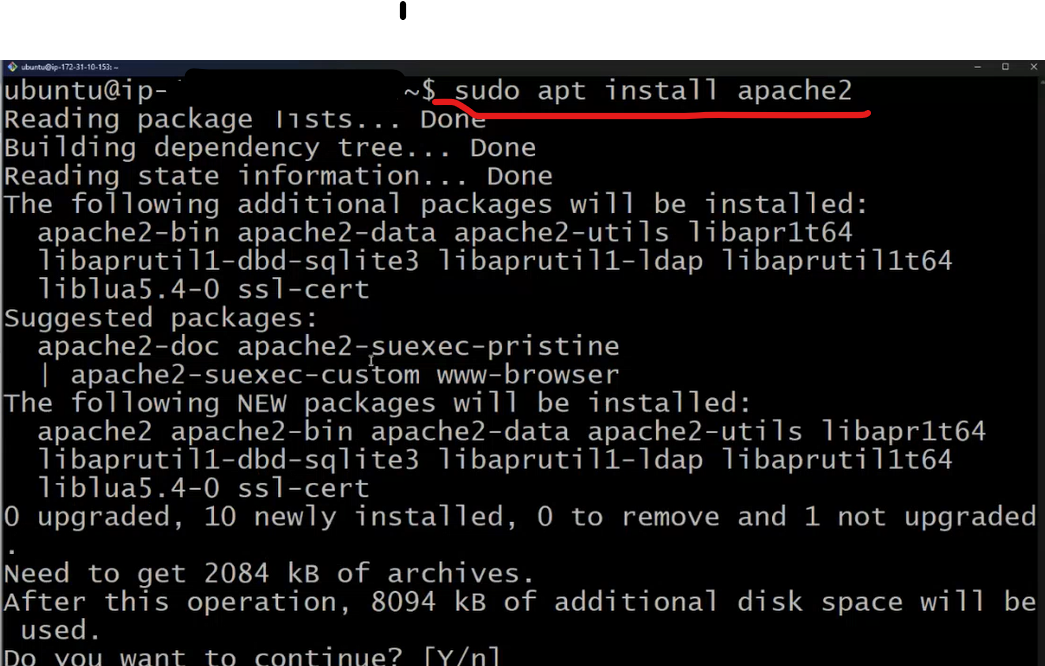 ubuntu@ip-172-31-10-153: ~
ubuntu@ip- ~$ sudo apt install apache2
Reading package lists... Done
Building dependency tree... Done
Reading state information... Done
The following additional packages will be installed:
  apache2-bin apache2-data apache2-utils libapr1t64
  libaprutil1-dbd-sqlite3 libaprutil1-ldap libaprutil1t64
  liblua5.4-0 ssl-cert
Suggested packages:
  apache2-doc apache2-suexec-pristine
  | apache2-suexec-custom www-browser
The following NEW packages will be installed:
  apache2 apache2-bin apache2-data apache2-utils libapr1t64
  libaprutil1-dbd-sqlite3 libaprutil1-ldap libaprutil1t64
  liblua5.4-0 ssl-cert
0 upgraded, 10 newly installed, 0 to remove and 1 not upgraded
.
Need to get 2084 kB of archives.
After this operation, 8094 kB of additional disk space will be
 used.
Do you want to continue? [Y/n]